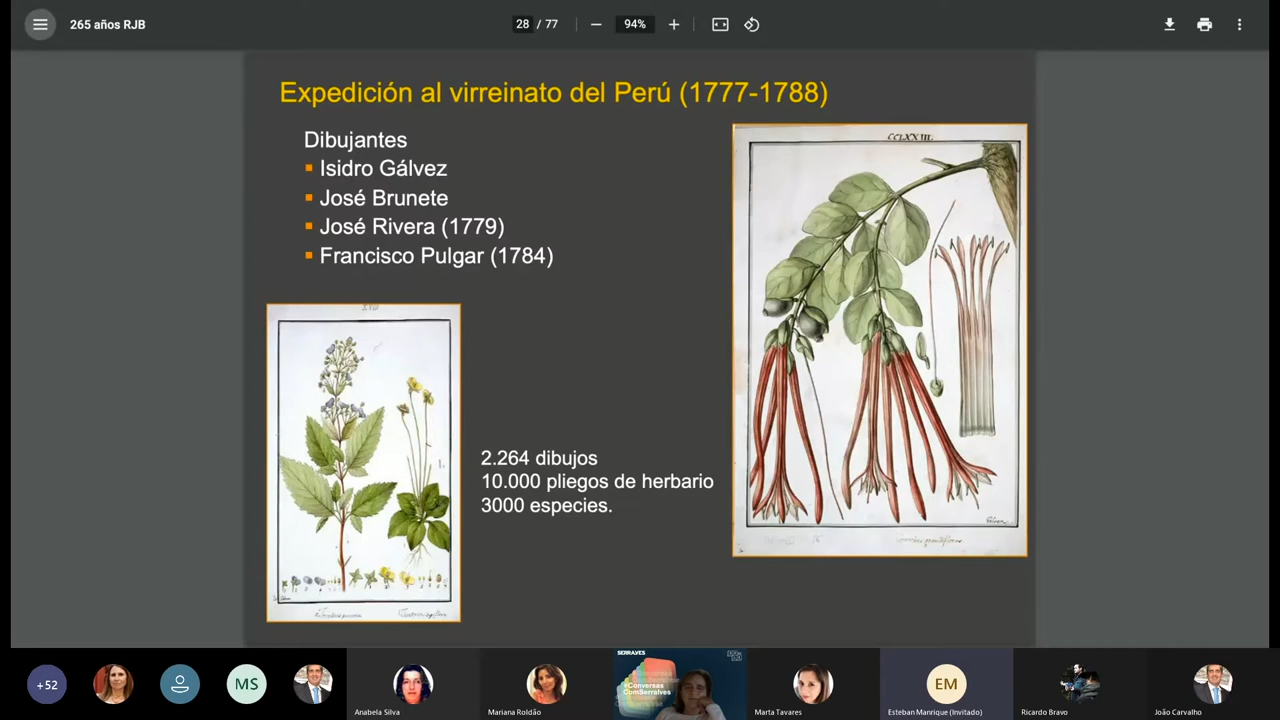 265 años RJB
28 / 77
94%
Expedición al virreinato del Perú (1777-1788)
Dibujantes
Isidro Gálvez
José Brunete
José Rivera (1779)
Francisco Pulgar (1784)
CCLXXIII.
2.264 dibujos
10.000 pliegos de herbario
3000 especies.
+52
MS
Anabela Silva
Mariana Roldão
SERRALVES
#Conversas
ComSerralves
Marta Tavares
EM
Esteban Manrique (Invitado)
Ricardo Bravo
João Carvalho